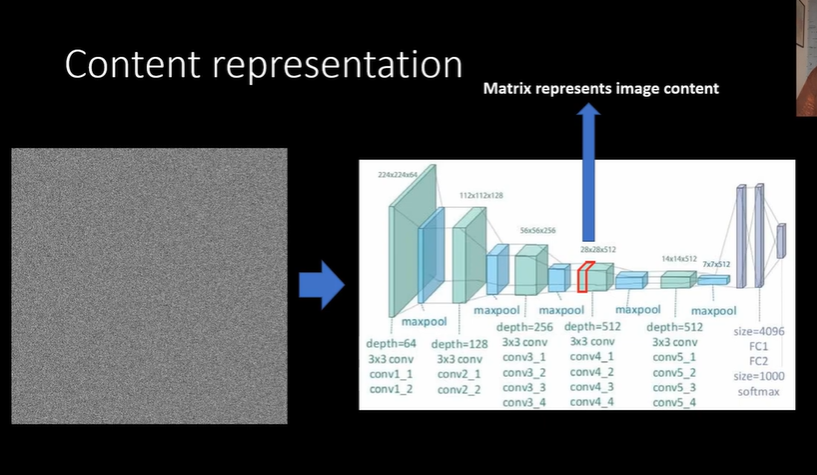 Content representation
Matrix represents image content
224x224x64
112x112x128
56x56x256
28x28x512
14x14x512
7x7x512
maxpool
maxpool
maxpool
maxpool
maxpool
depth=64
3x3 conv
conv1_1
conv1_2
depth=128
3x3 conv
conv2_1
conv2_2
depth=256
3x3 conv
conv3_1
conv3_2
conv3_3
conv3_4
depth=512
3x3 conv
conv4_1
conv4_2
conv4_3
conv4_4
depth=512
3x3 conv
conv5_1
conv5_2
conv5_3
conv5_4
size=4096
FC1
FC2
size=1000
softmax